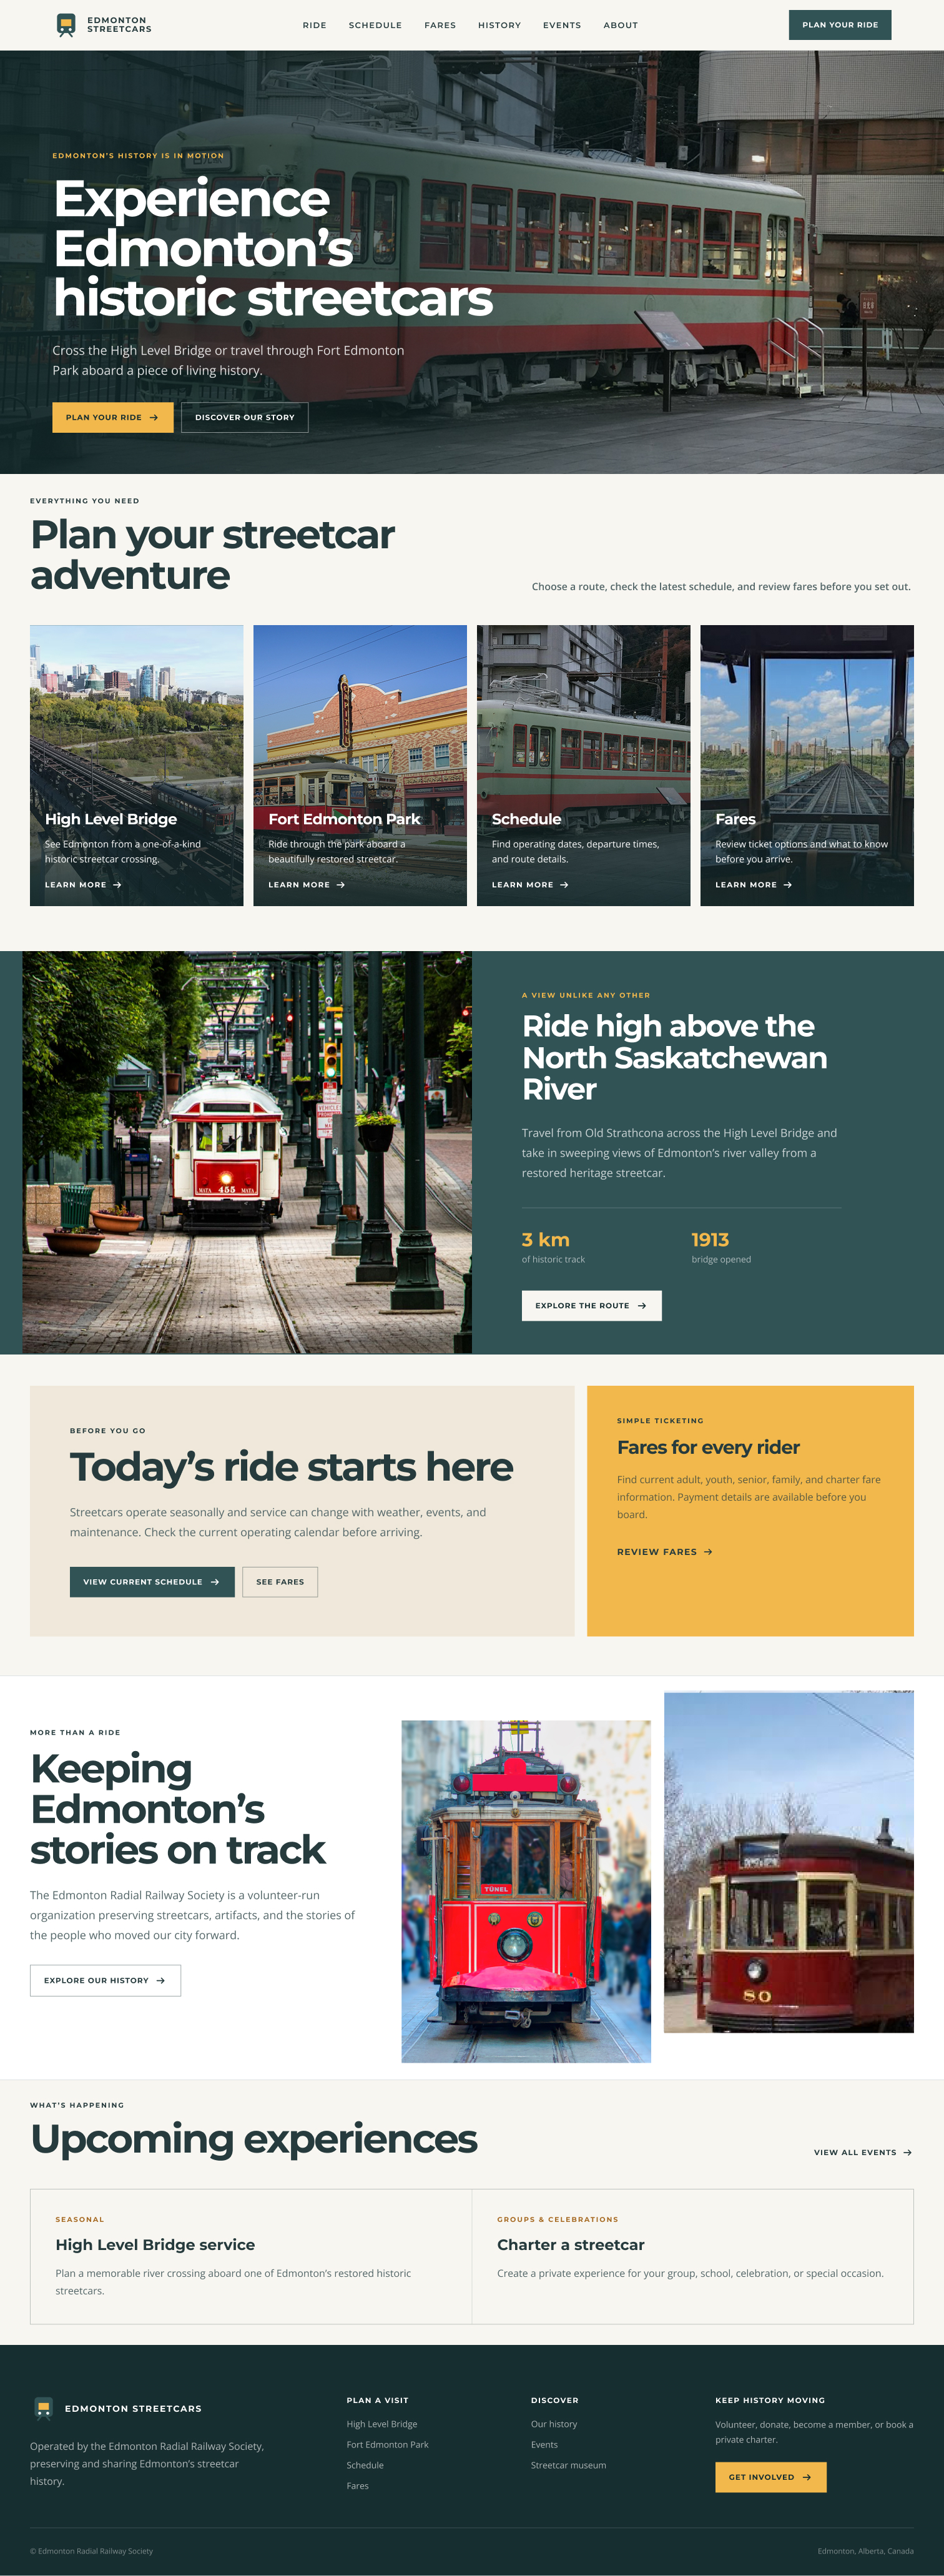 EDMONTON
STREETCARS
RIDE SCHEDULE FARES HISTORY EVENTS ABOUT
PLAN YOUR RIDE
EDMONTON’S HISTORY IS IN MOTION
Experience
Edmonton’s
historic streetcars
Cross the High Level Bridge or travel through Fort Edmonton
Park aboard a piece of living history.
PLAN YOUR RIDE →
DISCOVER OUR STORY
EVERYTHING YOU NEED
Plan your streetcar
adventure
Choose a route, check the latest schedule, and review fares before you set out.
High Level Bridge
See Edmonton from a one-of-a-kind
historic streetcar crossing.
LEARN MORE →
Fort Edmonton Park
Ride through the park aboard a
beautifully restored streetcar.
LEARN MORE →
Schedule
Find operating dates, departure times,
and route details.
LEARN MORE →
Fares
Review ticket options and what to know
before you arrive.
LEARN MORE →
MATA 455 MATA
A VIEW UNLIKE ANY OTHER
Ride high above the
North Saskatchewan
River
Travel from Old Strathcona across the High Level Bridge and
take in sweeping views of Edmonton’s river valley from a
restored heritage streetcar.
3 km
of historic track
1913
bridge opened
EXPLORE THE ROUTE →
BEFORE YOU GO
Today’s ride starts here
Streetcars operate seasonally and service can change with weather, events, and
maintenance. Check the current operating calendar before arriving.
VIEW CURRENT SCHEDULE →
SEE FARES
SIMPLE TICKETING
Fares for every rider
Find current adult, youth, senior, family, and charter fare
information. Payment details are available before you
board.
REVIEW FARES →
MORE THAN A RIDE
Keeping
Edmonton’s
stories on track
The Edmonton Radial Railway Society is a volunteer-run
organization preserving streetcars, artifacts, and the stories of
the people who moved our city forward.
EXPLORE OUR HISTORY →
TÜNEL
80
WHAT’S HAPPENING
Upcoming experiences
VIEW ALL EVENTS →
SEASONAL
High Level Bridge service
Plan a memorable river crossing aboard one of Edmonton’s restored historic
streetcars.
GROUPS & CELEBRATIONS
Charter a streetcar
Create a private experience for your group, school, celebration, or special occasion.
EDMONTON STREETCARS
Operated by the Edmonton Radial Railway Society,
preserving and sharing Edmonton’s streetcar
history.
PLAN A VISIT
High Level Bridge
Fort Edmonton Park
Schedule
Fares
DISCOVER
Our history
Events
Streetcar museum
KEEP HISTORY MOVING
Volunteer, donate, become a member, or book a
private charter.
GET INVOLVED →
© Edmonton Radial Railway Society
Edmonton, Alberta, Canada